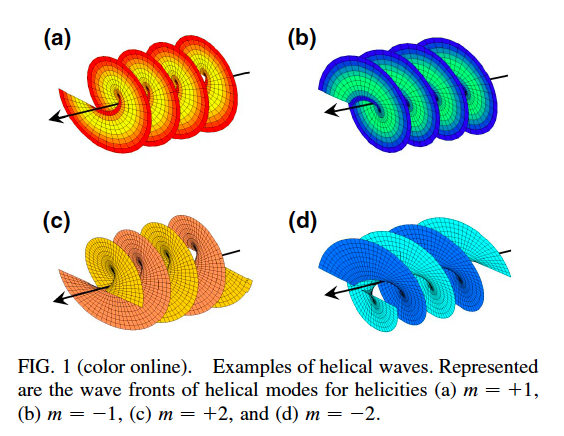 (a) (b)
(c) (d)
FIG. 1 (color online). Examples of helical waves. Represented
are the wave fronts of helical modes for helicities (a) m = +1,
(b) m = −1, (c) m = +2, and (d) m = −2.